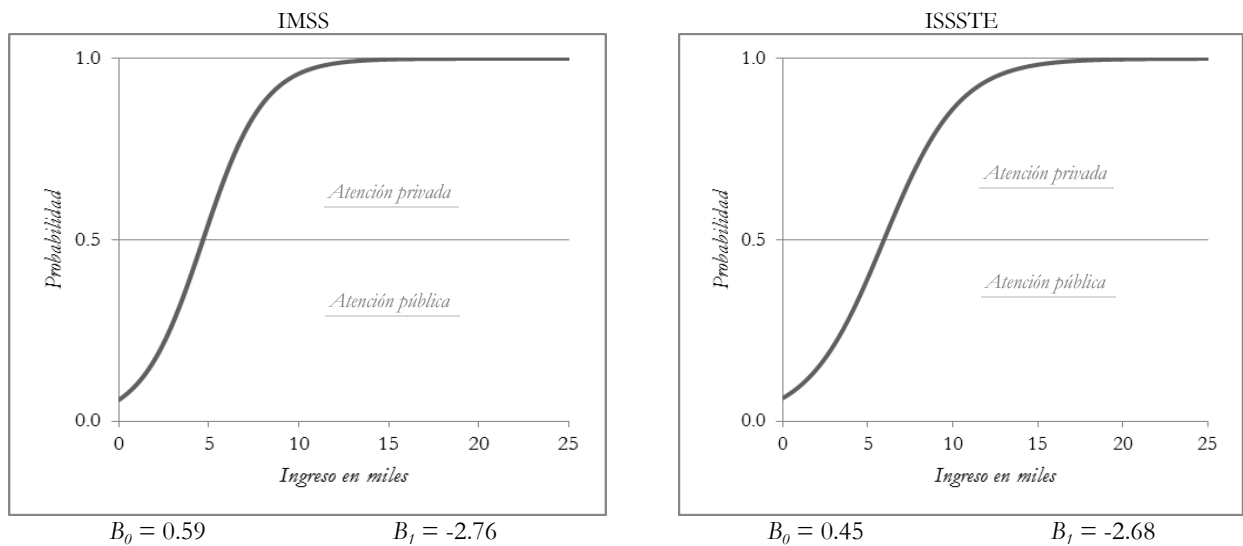 IMSS
1.0
Atención privada
Probabilidad
0.5
Atención pública
0.0
0 5 10 15 20 25
Ingreso en miles
B0 = 0.59 B1 = -2.76
ISSSTE
1.0
Atención privada
Probabilidad
0.5
Atención pública
0.0
0 5 10 15 20 25
Ingreso en miles
B0 = 0.45 B1 = -2.68